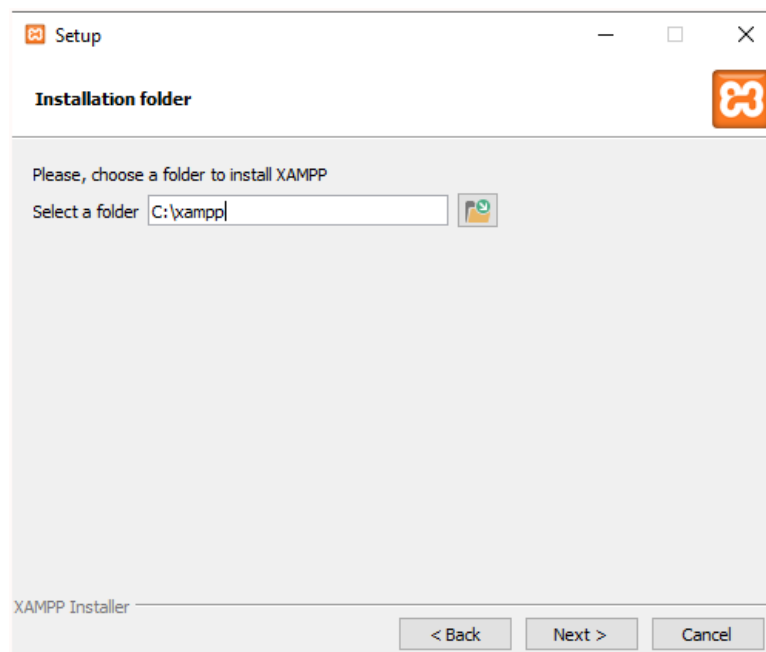 Setup
Installation folder
Please, choose a folder to install XAMPP
Select a folder C:\xampp
XAMPP Installer
< Back Next > Cancel